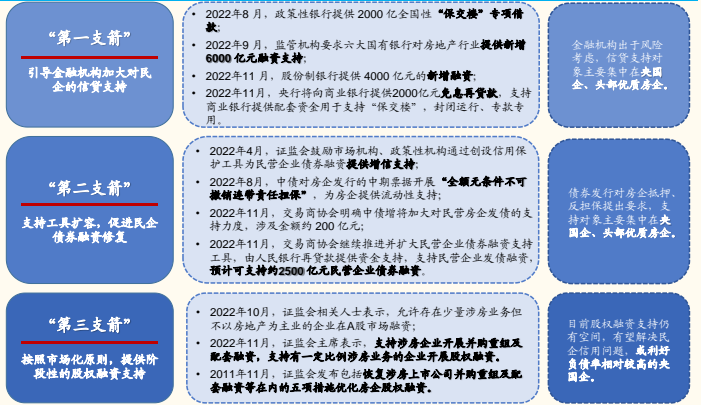 “第一支箭”
引导金融机构加大对民
企的信贷支持
• 2022年8 月，政策性银行提供 2000 亿全国性“保交楼”专项借
款;
• 2022年9 月，监管机构要求六大国有银行对房地产行业提供新增
6000 亿元融资支持;
• 2022年11 月，股份制银行提供 4000 亿元的新增融资;
• 2022年11月，央行将向商业银行提供2000亿元免息再贷款，支持
商业银行提供配套资金用于支持“保交楼”，封闭运行、专款专
用。
金融机构出于风险
考虑，信贷支持对
象主要集中在央国
企、头部优质房企。
“第二支箭”
支持工具扩容，促进民企
债券融资修复
• 2022年4月，证监会鼓励市场机构、政策性机构通过创设信用保
护工具为民营企业债券融资提供增信支持;
• 2022年8月，中债对房企发行的中期票据开展“全额无条件不可
撤销连带责任担保”，为房企提供流动性支持;
• 2022年11月，交易商协会明确中债增将加大对民营房企发债的支
持力度，涉及金额约 200 亿元;
• 2022年11月，交易商协会继续推进并扩大民营企业债券融资支持
工具，由人民银行再贷款提供资金支持，支持民营企业发债融资，
预计可支持约2500 亿元民营企业债券融资。
债券发行对房企抵押、
反担保提出要求，支
持对象主要集中在央
国企、头部优质房企。
“第三支箭”
按照市场化原则，提供阶
段性的股权融资支持
• 2022年10月，证监会相关人士表示，允许存在少量涉房业务但
不以房地产为主业的企业在A股市场融资;
• 2022年11月，证监会主席表示，支持涉房企业开展并购重组及
配套融资，支持有一定比例涉房业务的企业开展股权融资。
• 2011年11月，证监会发布包括恢复涉房上市公司并购重组及配
套融资等在内的五项措施优化房企股权融资。
目前股权融资支持仍
有空间，有望解决民
企信用问题，或利好
负债率相对较高的央
国企。